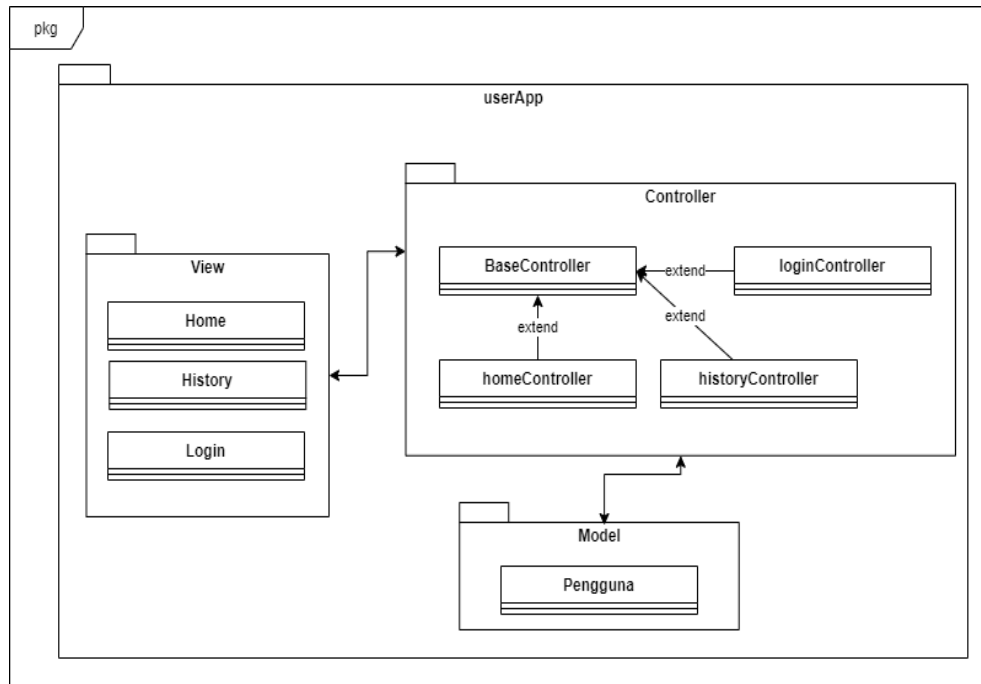 pkg
userApp
Controller
View
BaseController
extend
loginController
Home
extend
extend
History
homeController
historyController
Login
Model
Pengguna